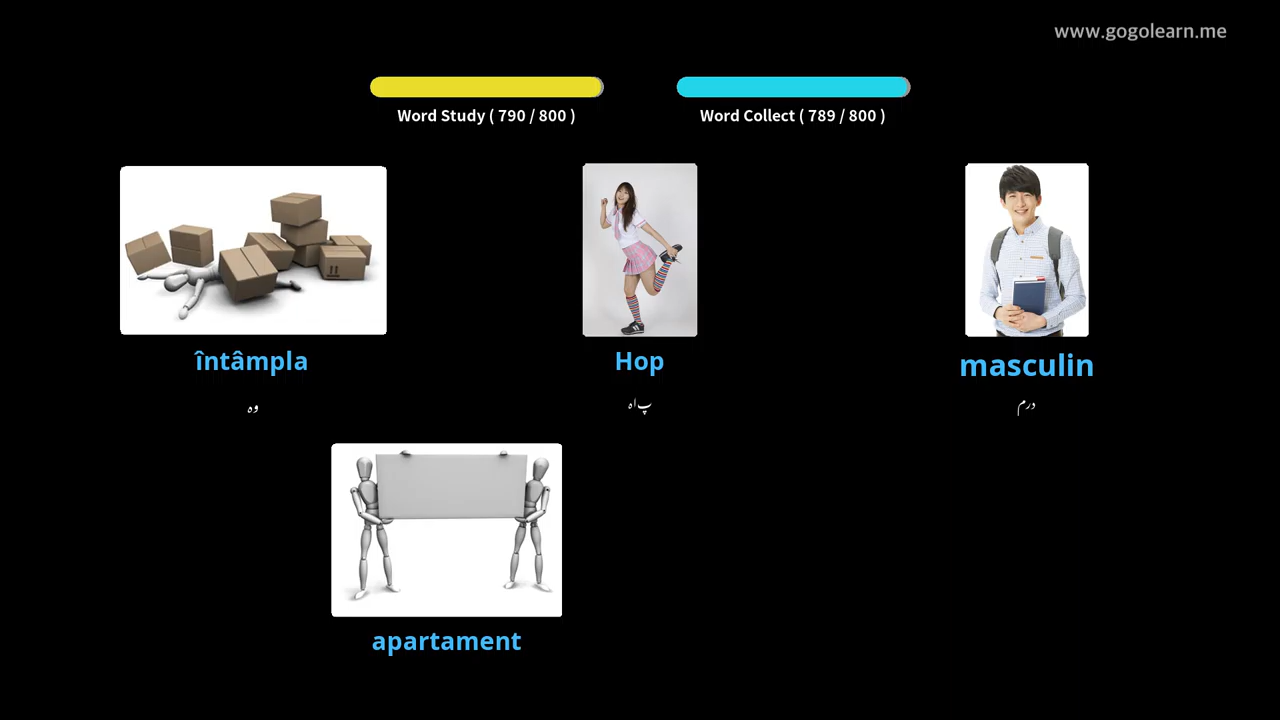 www.gogolearn.me
Word Study ( 790 / 800 )
Word Collect ( 789 / 800 )
întâmpla
Hop
masculin
وہ
پاہ
درم
apartament